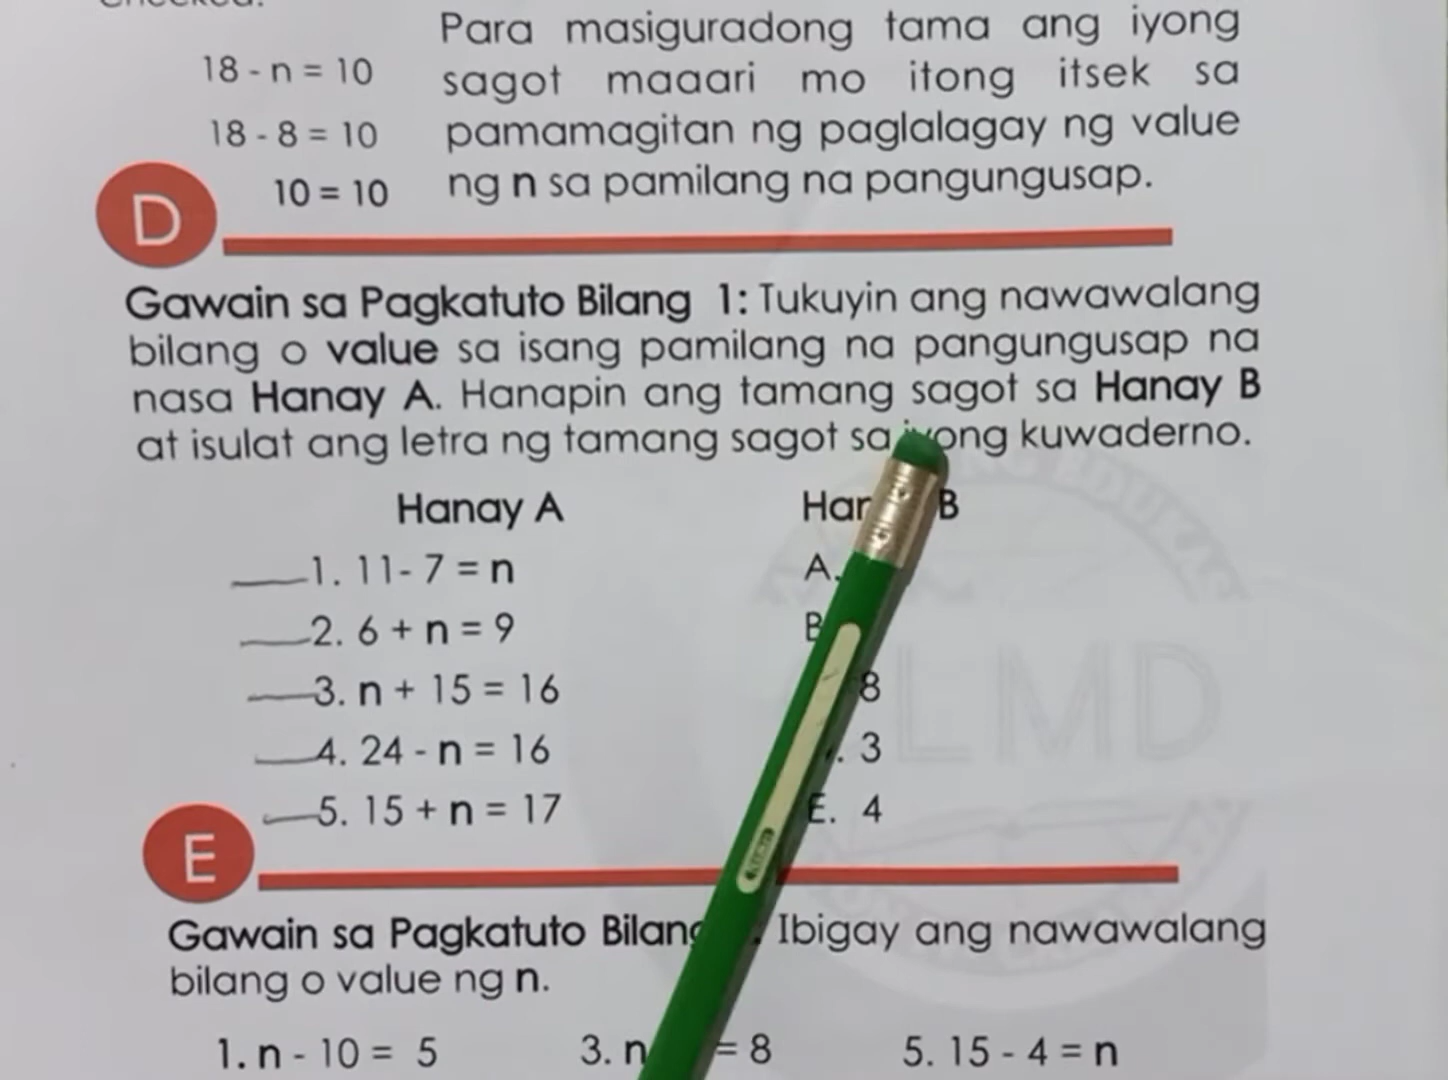 18 - n = 10
18 - 8 = 10
10 = 10
Para masiguradong tama ang iyong
sagot maaari mo itong itsek sa
pamamagitan ng paglalagay ng value
ng n sa pamilang na pangungusap.
D
Gawain sa Pagkatuto Bilang 1: Tukuyin ang nawawalang
bilang o value sa isang pamilang na pangungusap na
nasa Hanay A. Hanapin ang tamang sagot sa Hanay B
at isulat ang letra ng tamang sagot sa iyong kuwaderno.
Hanay A
1. 11- 7 = n
2. 6 + n = 9
3. n + 15 = 16
4. 24 - n = 16
5. 15 + n = 17
B
A.
B
8
. 3
E. 4
E
Gawain sa Pagkatuto Bilang Ibigay ang nawawalang
bilang o value ng n.
1. n - 10 = 5
3. n = 8
5. 15 - 4 = n
LMD